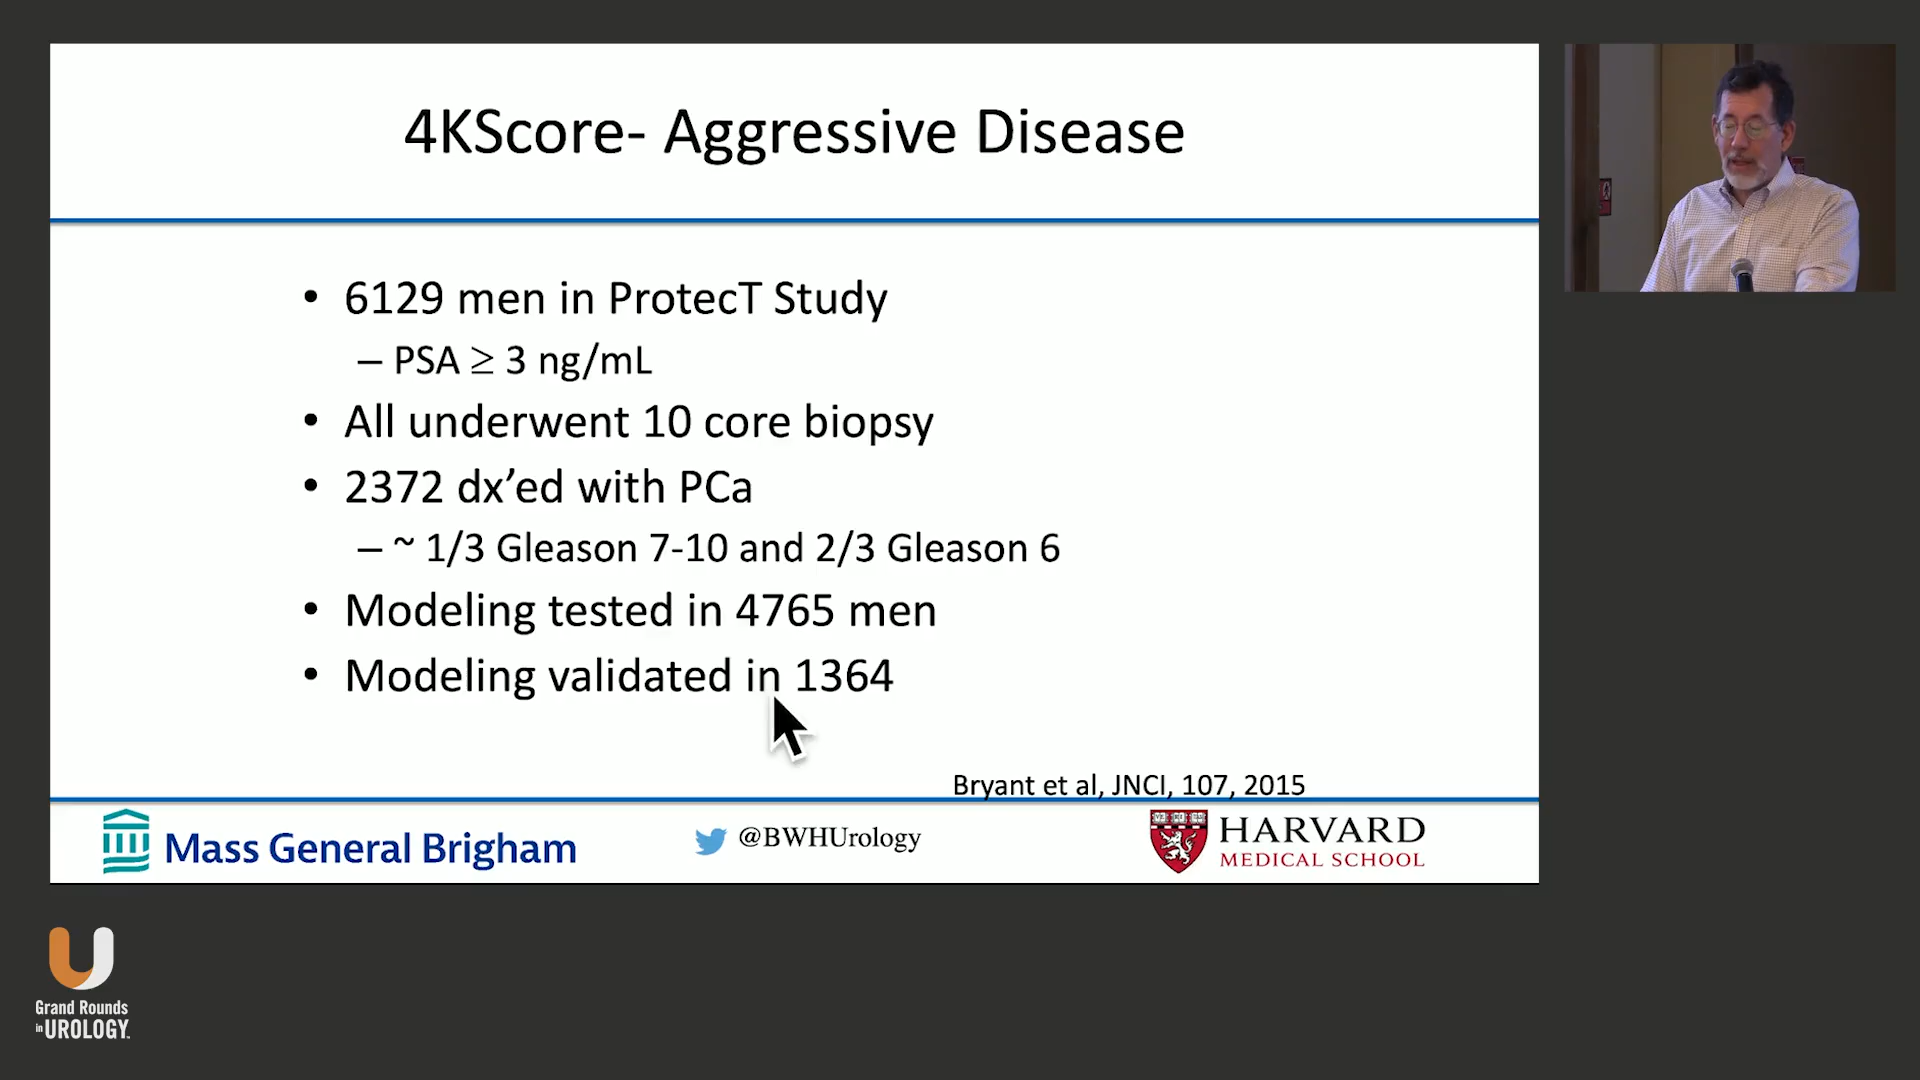 4KScore- Aggressive Disease
• 6129 men in ProtecT Study
– PSA ≥ 3 ng/mL
• All underwent 10 core biopsy
• 2372 dx’ed with PCa
– ~ 1/3 Gleason 7-10 and 2/3 Gleason 6
• Modeling tested in 4765 men
• Modeling validated in 1364
Bryant et al, JNCI, 107, 2015
Mass General Brigham
@BWHUrology
HARVARD
MEDICAL SCHOOL
Grand Rounds
in UROLOGY